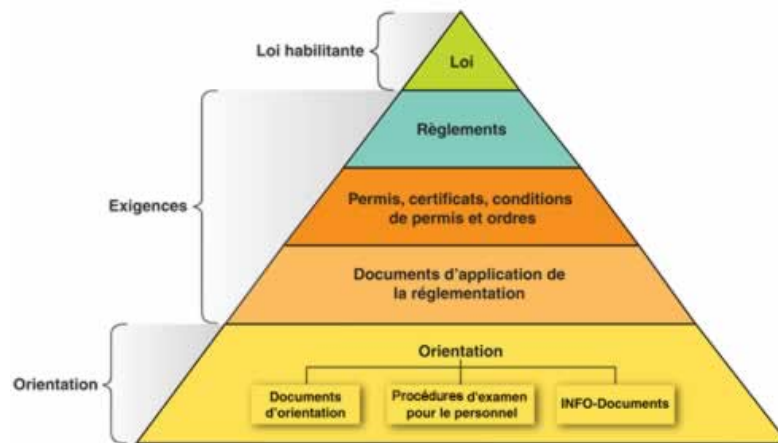 Loi habilitante
Loi
Règlements
Exigences
Permis, certificats, conditions
de permis et ordres
Documents d'application de
la réglementation
Orientation
Orientation
Documents
d'orientation
Procédures d'examen
pour le personnel
INFO-Documents